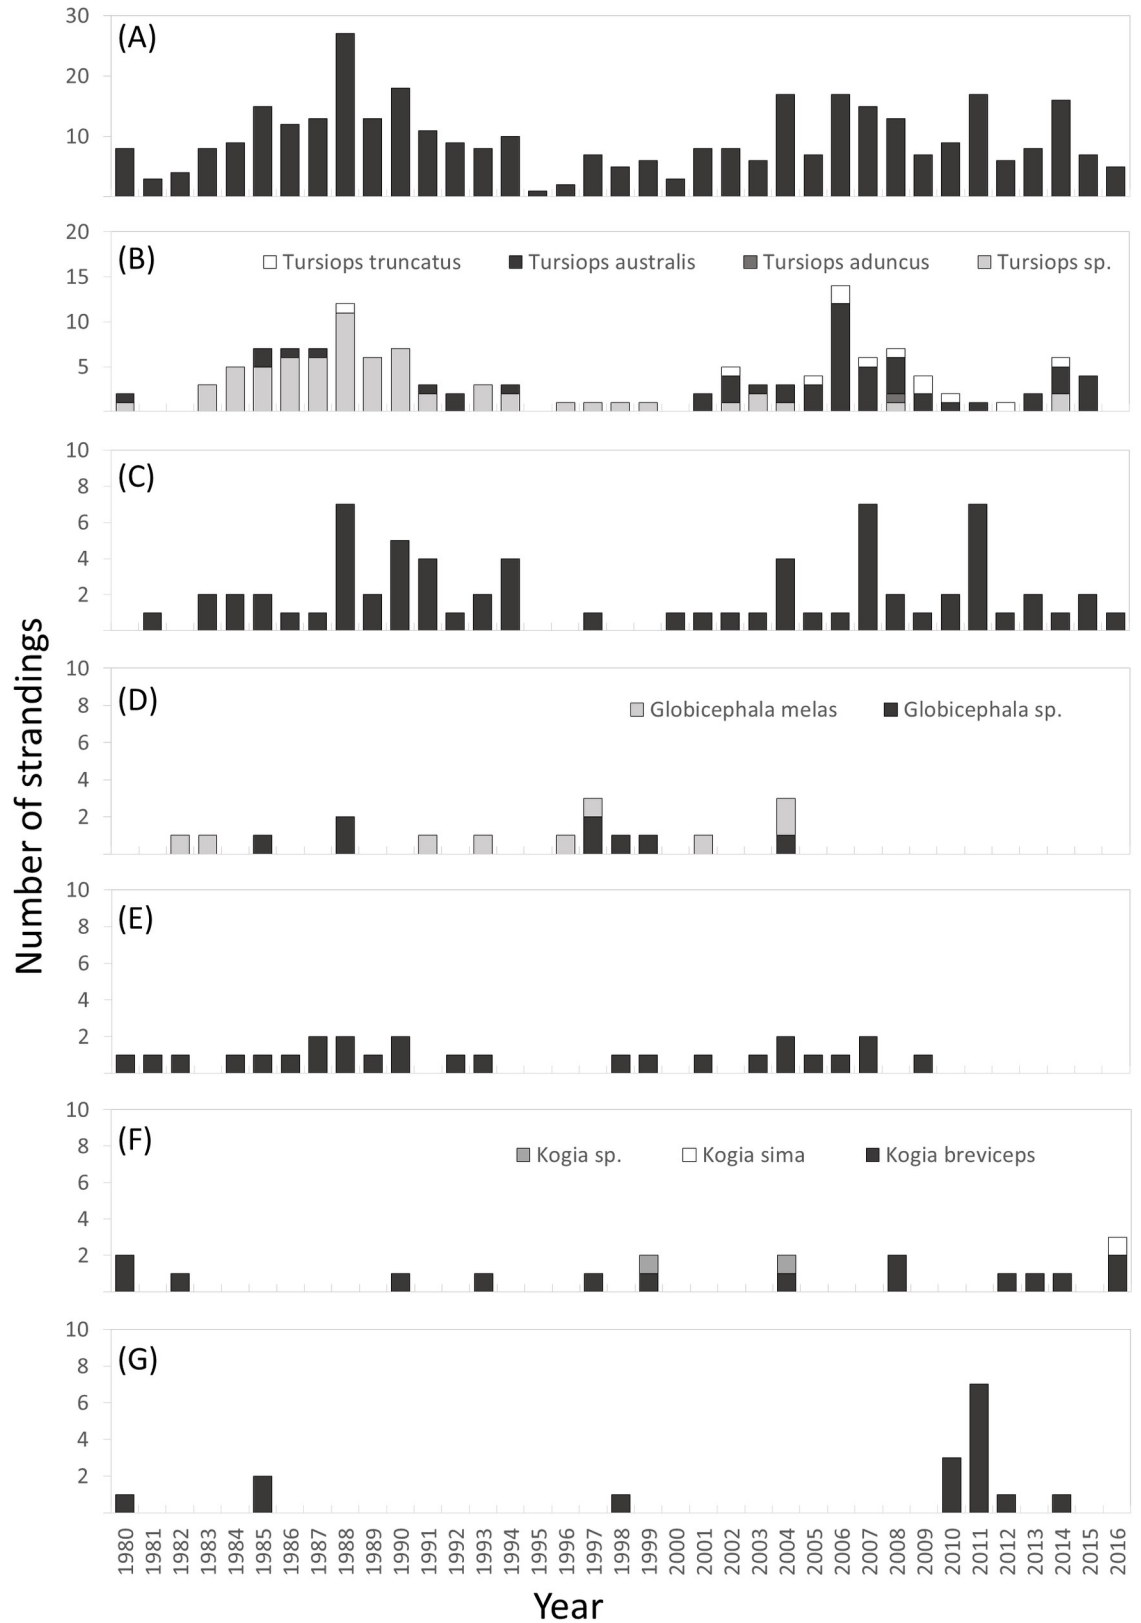 Number of strandings
(A)
30
20
10
(B)
Tursiops truncatus Tursiops australis Tursiops aduncus Tursiops sp.
20
15
10
5
(C)
10
8
6
4
2
(D)
Globicephala melas Globicephala sp.
10
8
6
4
2
(E)
10
8
6
4
2
(F)
Kogia sp. Kogia sima Kogia breviceps
10
8
6
4
2
(G)
10
8
6
4
2
1980 1981 1982 1983 1984 1985 1986 1987 1988 1989 1990 1991 1992 1993 1994 1995 1996 1997 1998 1999 2000 2001 2002 2003 2004 2005 2006 2007 2008 2009 2010 2011 2012 2013 2014 2015 2016
Year